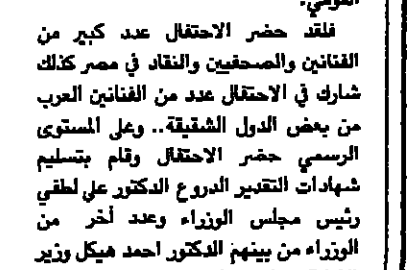 القومي.
فلقد حضر الاحتفال عدد كبير من
الفنانين والصحفيين والنقاد في مصر كذلك
شارك في الاحتفال عدد من الفنانين العرب
من بعض الدول الشقيقة.. وعلى المستوى
الرسمي حضر الاحتفال وقام بتسليم
شهادات التقدير الدروع الدكتور علي لطفي
رئيس مجلس الوزراء وعدد أخر من
الوزراء من بينهم الدكتور احمد هيكل وزير